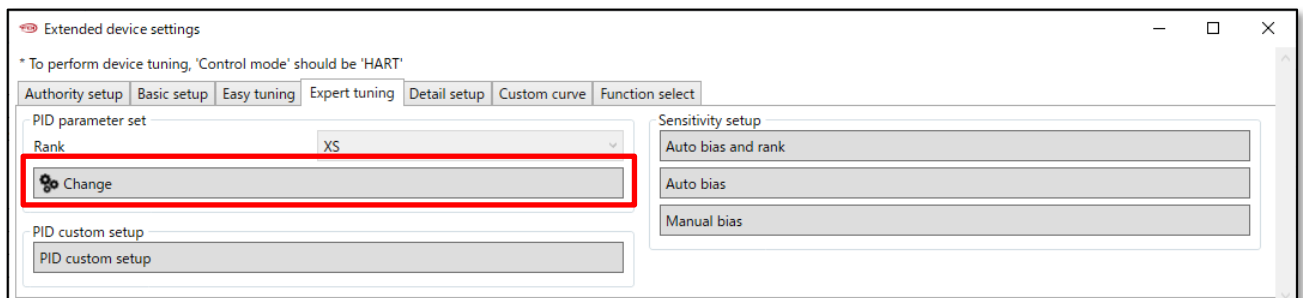 Extended device settings
* To perform device tuning, 'Control mode' should be 'HART'
Authority setup Basic setup Easy tuning Expert tuning Detail setup Custom curve Function select
PID parameter set
Rank XS
Change
PID custom setup
PID custom setup
Sensitivity setup
Auto bias and rank
Auto bias
Manual bias